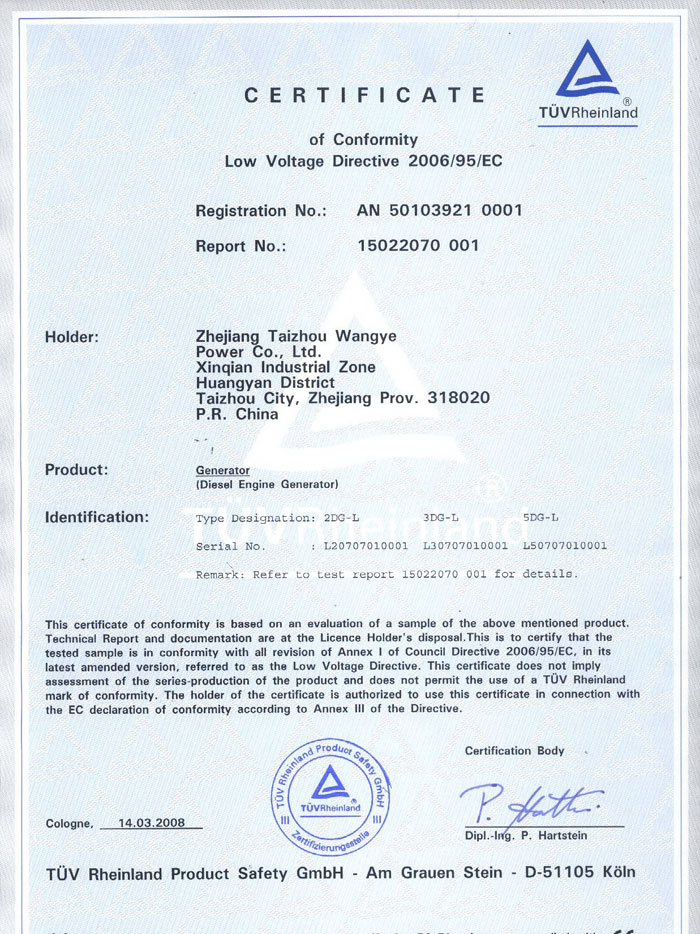 CERTIFICATE
TÜVRheinland®
of Conformity
Low Voltage Directive 2006/95/EC
Registration No.: AN 50103921 0001
Report No.: 15022070 001
Holder: Zhejiang Taizhou Wangye
Power Co., Ltd.
Xinqian Industrial Zone
Huangyan District
Taizhou City, Zhejiang Prov. 318020
P.R. China
Product: Generator
(Diesel Engine Generator)
Identification: Type Designation: 2DG-L 3DG-L 5DG-L
TÜVRheinland®
Serial No. : L20707010001 L30707010001 L50707010001
Remark: Refer to test report 15022070 001 for details.
This certificate of conformity is based on an evaluation of a sample of the above mentioned product.
Technical Report and documentation are at the Licence Holder's disposal.This is to certify that the
tested sample is in conformity with all revision of Annex I of Council Directive 2006/95/EC, in its
latest amended version, referred to as the Low Voltage Directive. This certificate does not imply
assessment of the series-production of the product and does not permit the use of a TÜV Rheinland
mark of conformity. The holder of the certificate is authorized to use this certificate in connection with
the EC declaration of conformity according to Annex III of the Directive.
TÜV Rheinland Product Safety GmbH
TÜVRheinland®
Zertifizierungsstelle
Certification Body
Cologne, 14.03.2008
Dipl.-Ing. P. Hartstein
TÜV Rheinland Product Safety GmbH - Am Grauen Stein - D-51105 Köln